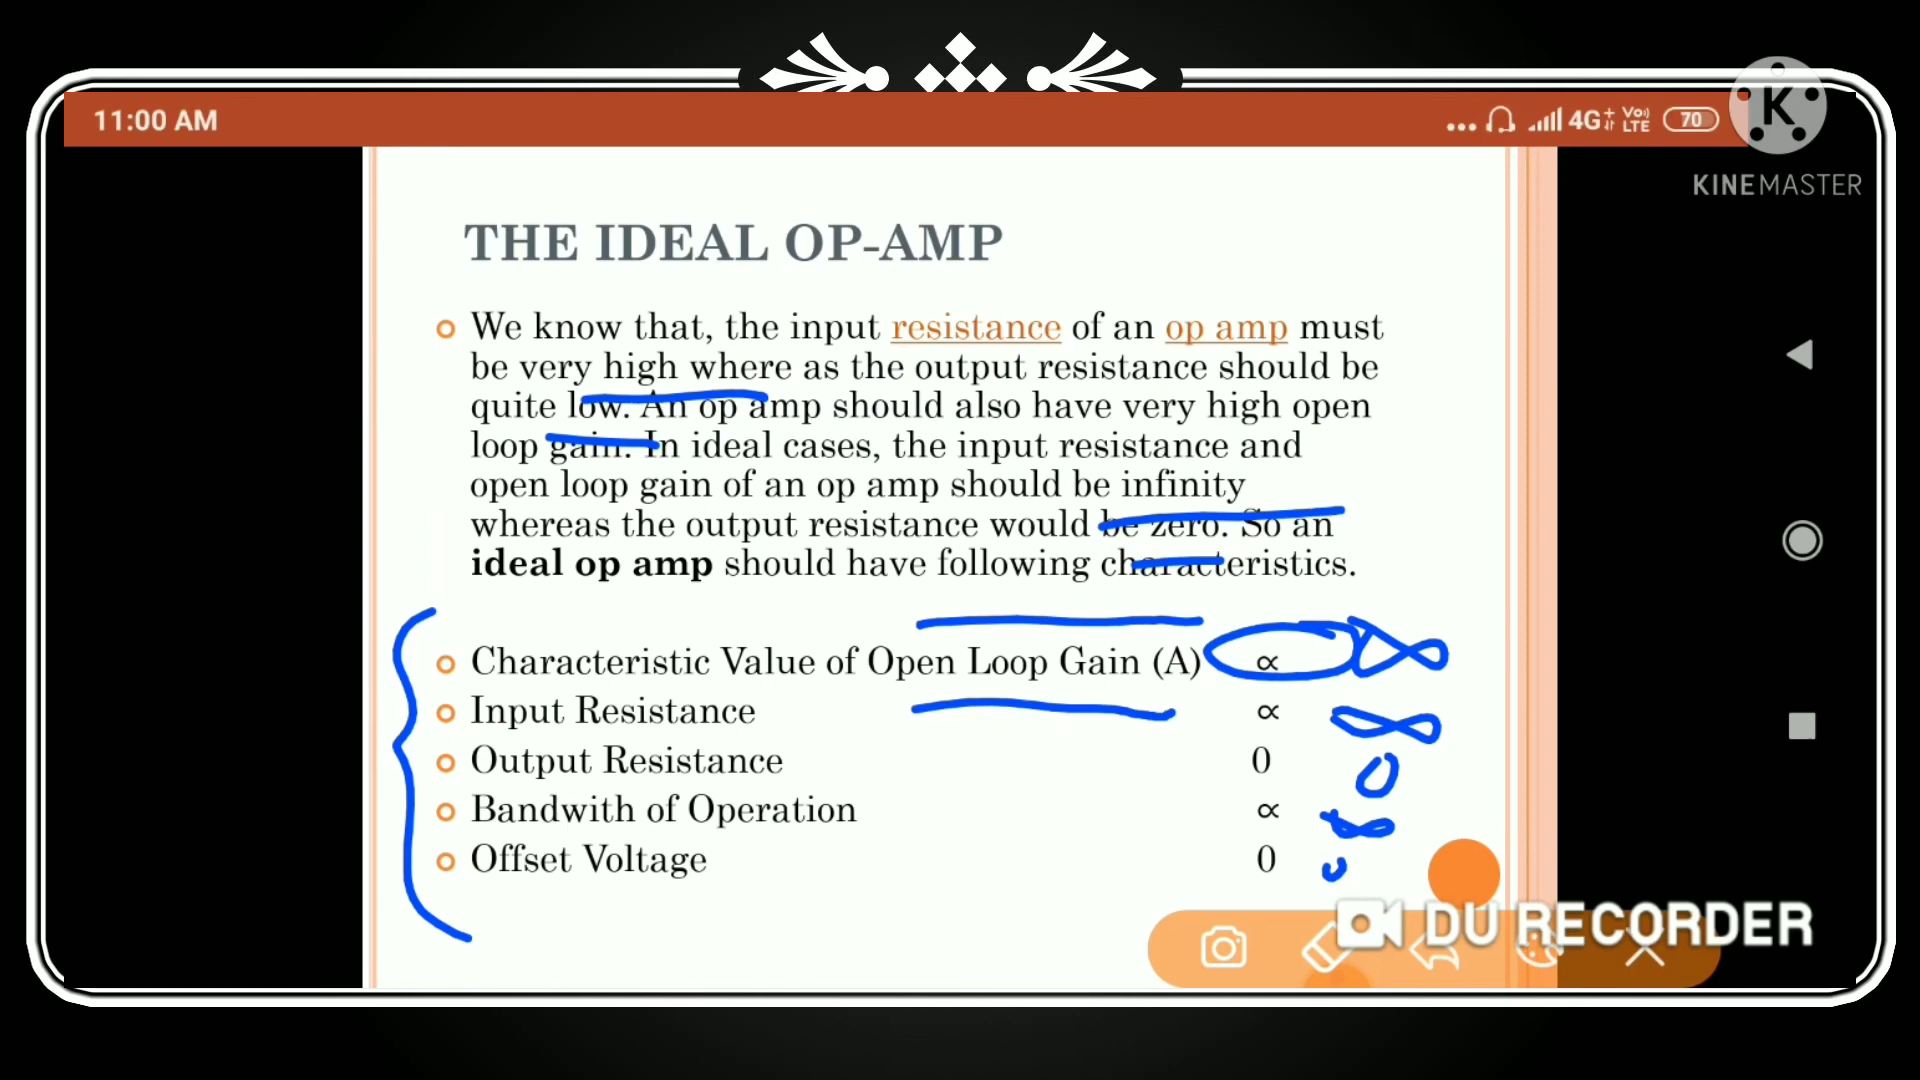 11:00 AM
4G+ Vo) LTE 70
K
KINEMASTER
THE IDEAL OP-AMP
We know that, the input resistance of an op amp must
be very high where as the output resistance should be
quite low. An op amp should also have very high open
loop gain. In ideal cases, the input resistance and
open loop gain of an op amp should be infinity
whereas the output resistance would be zero. So an
ideal op amp should have following characteristics.
Characteristic Value of Open Loop Gain (A) ∝ ∞
Input Resistance ∝ ∞
Output Resistance 0 0
Bandwith of Operation ∝ ∞
Offset Voltage 0 0
DU RECORDER